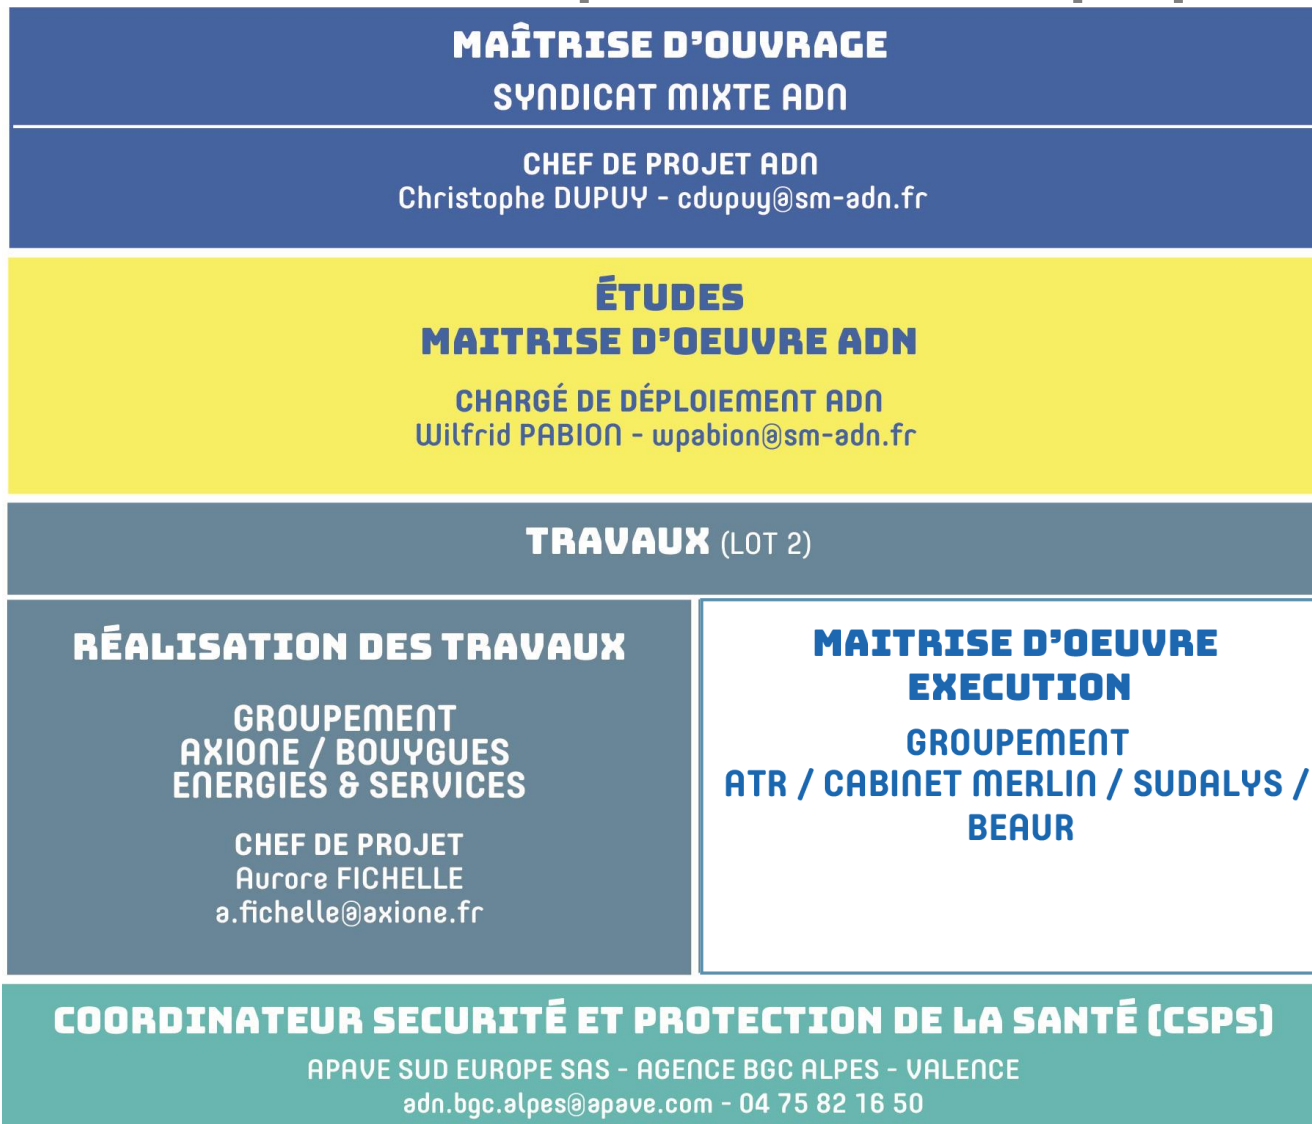 MAÎTRISE D'OUVRAGE
SYNDICAT MIXTE ADN
CHEF DE PROJET ADN
Christophe DUPUY - cdupuy@sm-adn.fr
ÉTUDES
MAITRISE D'OEUVRE ADN
CHARGÉ DE DÉPLOIEMENT ADN
Wilfrid PABION - wpabion@sm-adn.fr
TRAVAUX (LOT 2)
RÉALISATION DES TRAVAUX
GROUPEMENT
AXIONE / BOUYGUES
ENERGIES & SERVICES
CHEF DE PROJET
Aurore FICHELLE
a.fichelle@axione.fr
MAITRISE D'OEUVRE
EXECUTION
GROUPEMENT
ATR / CABINET MERLIN / SUDALYS /
BEAUR
COORDINATEUR SECURITÉ ET PROTECTION DE LA SANTÉ (CSPS)
APAVE SUD EUROPE SAS - AGENCE BGC ALPES - VALENCE
adn.bgc.alpes@apave.com - 04 75 82 16 50